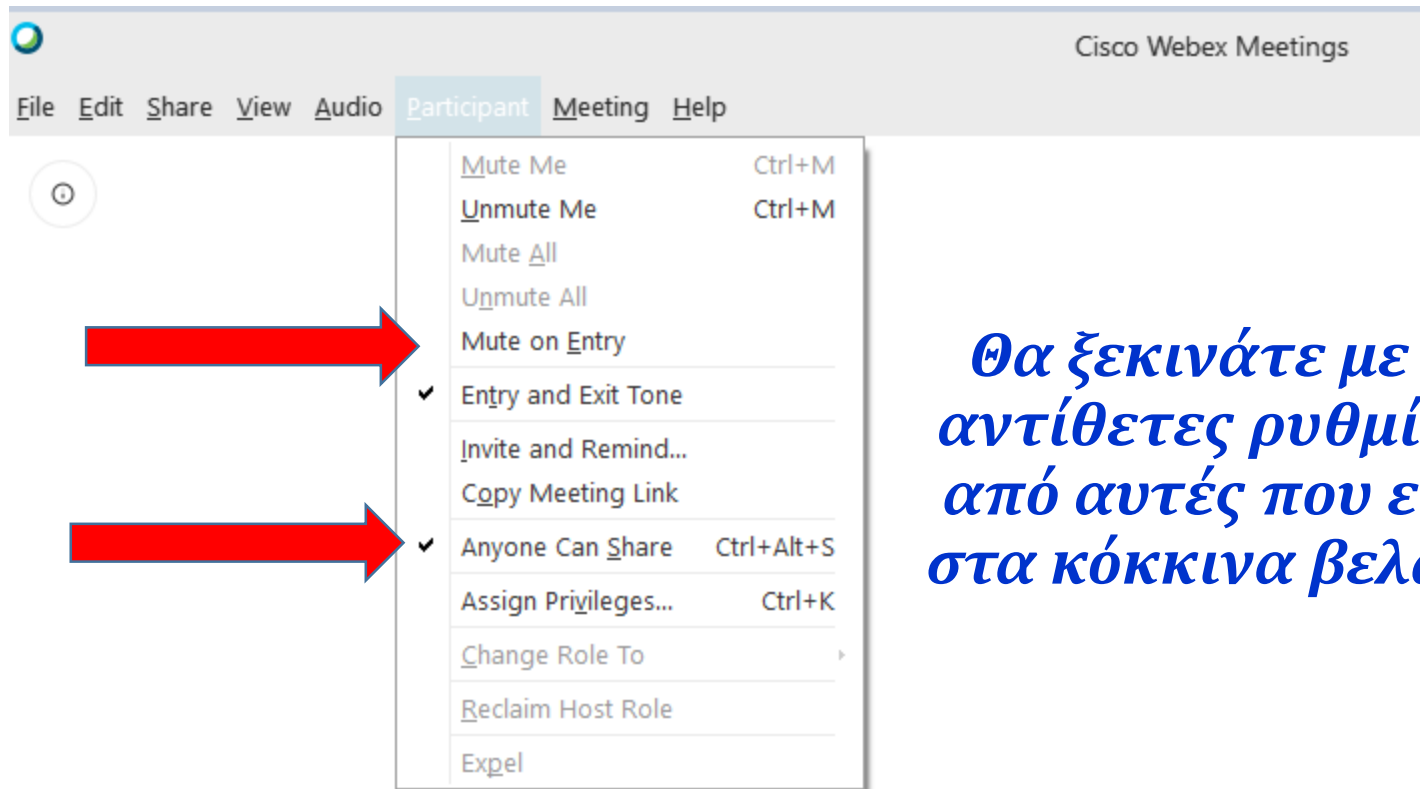 Cisco Webex Meetings
File Edit Share View Audio Participant Meeting Help
Mute Me Ctrl+M
Unmute Me Ctrl+M
Mute All
Unmute All
Mute on Entry
Entry and Exit Tone
Invite and Remind...
Copy Meeting Link
Anyone Can Share Ctrl+Alt+S
Assign Privileges... Ctrl+K
Change Role To
Reclaim Host Role
Expel
Θα ξεκινάτε με
αντίθετες
από αυτές που
στα κόκκινα